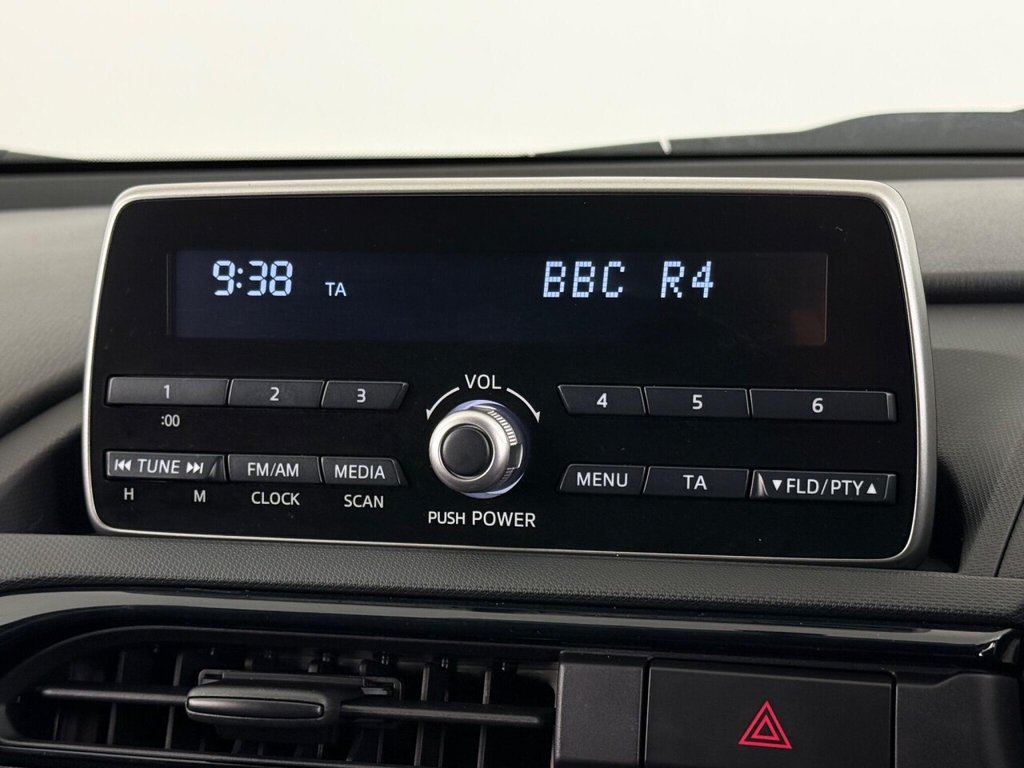 9:38 TA BBC R4
VOL
1 2 3 4 5 6
:00
⏮ TUNE ⏭ FM/AM MEDIA MENU TA ▼FLD/PTY▲
H M CLOCK SCAN
PUSH POWER